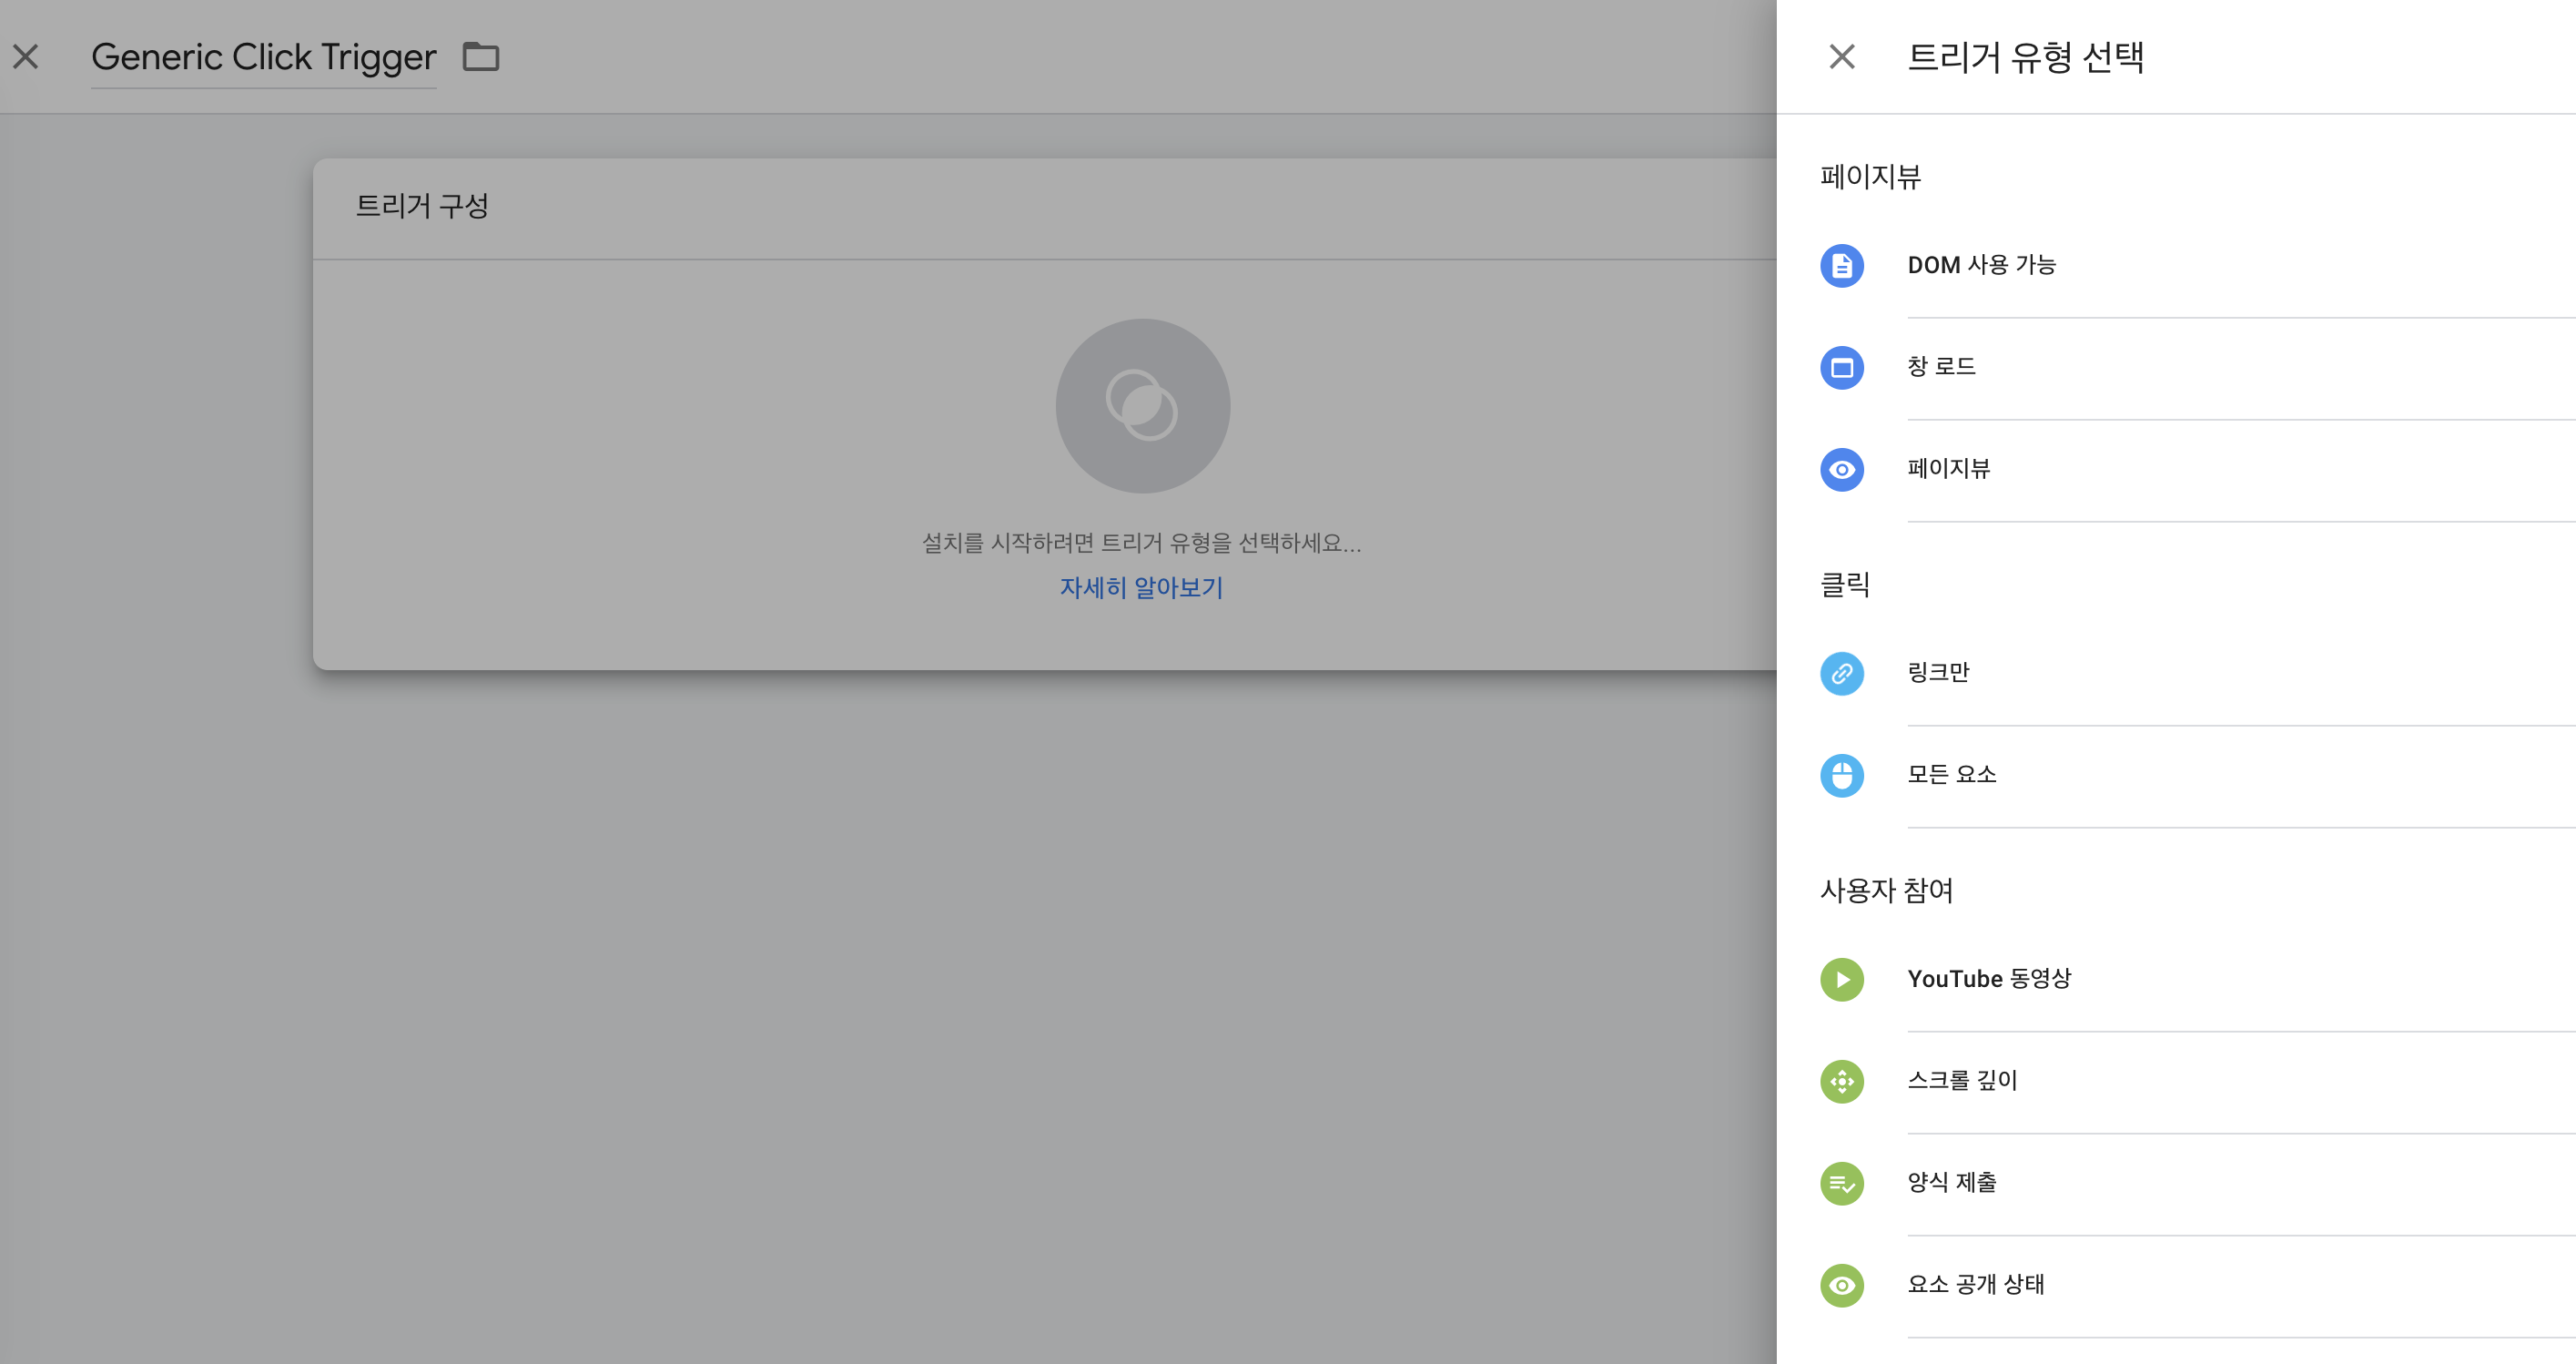 Generic Click Trigger
트리거 구성
설치를 시작하려면 트리거 유형을 선택하세요...
자세히 알아보기
트리거 유형 선택
페이지뷰
DOM 사용 가능
창 로드
페이지뷰
클릭
링크만
모든 요소
사용자 참여
YouTube 동영상
스크롤 깊이
양식 제출
요소 공개 상태